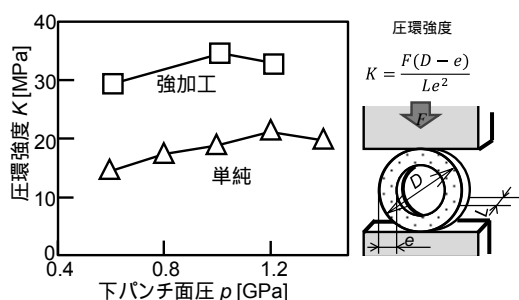 圧環強度 K [MPa]
40
30
20
10
0
強加工
単純
0.4
0.8
1.2
下パンチ面圧 p [GPa]
圧環強度
K = F(D − e) / Le²
F
D
L
e